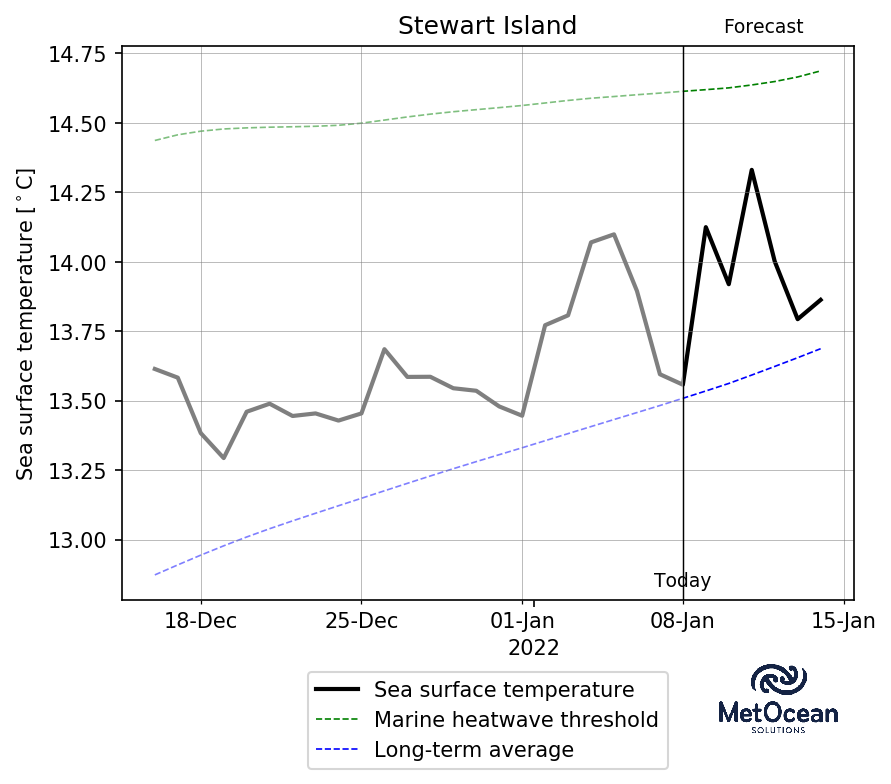 Stewart Island
Forecast
14.75
14.50
14.25
14.00
13.75
13.50
13.25
13.00
Sea surface temperature [°C]
Today
18-Dec 25-Dec 01-Jan 08-Jan 15-Jan
2022
Sea surface temperature
Marine heatwave threshold
Long-term average
MetOcean
SOLUTIONS